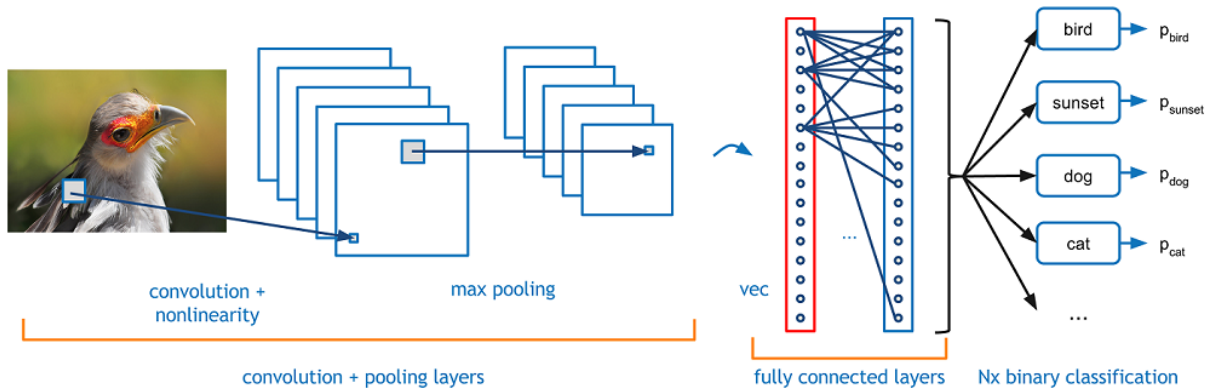 bird
p_bird
sunset
p_sunset
dog
p_dog
cat
p_cat
...
...
convolution +
nonlinearity
max pooling
vec
convolution + pooling layers
fully connected layers
Nx binary classification